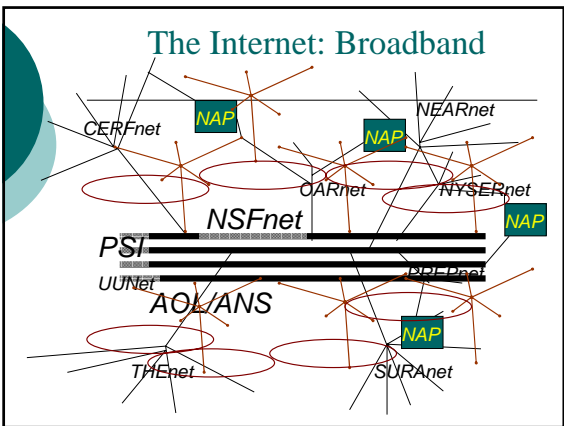 The Internet: Broadband
NAP
NEARnet
CERFnet
NAP
OARnet
NYSERnet
NSFnet
NAP
PSI
PREPnet
UUNet
AOL/ANS
NAP
THEnet
SURAnet